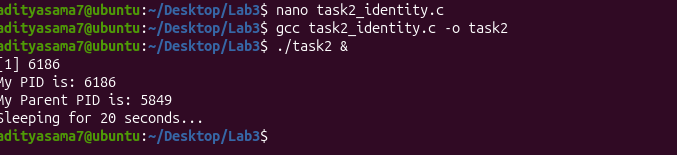 adityasama7@ubuntu:~/Desktop/Lab3$ nano task2_identity.c
adityasama7@ubuntu:~/Desktop/Lab3$ gcc task2_identity.c -o task2
adityasama7@ubuntu:~/Desktop/Lab3$ ./task2 &
[1] 6186
My PID is: 6186
My Parent PID is: 5849
Sleeping for 20 seconds...
adityasama7@ubuntu:~/Desktop/Lab3$